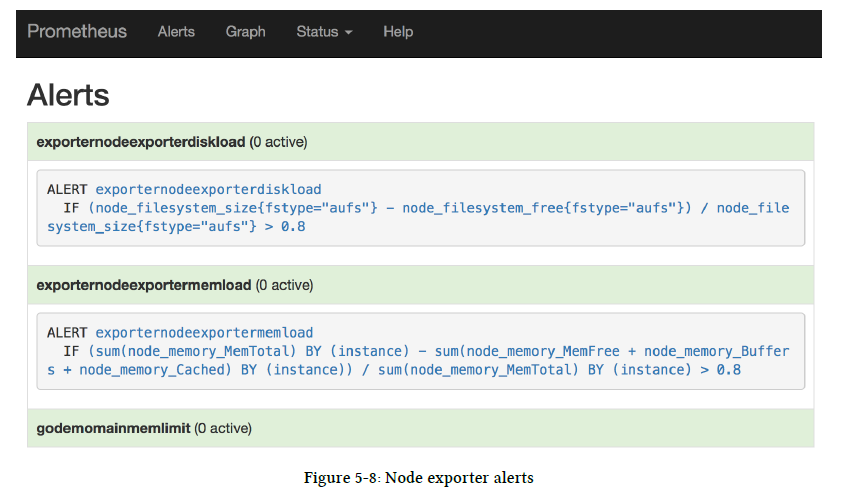 Prometheus Alerts Graph Status Help
Alerts
exporternodeexporterdiskload (0 active)
ALERT exporternodeexporterdiskload
IF (node_filesystem_size{fstype="aufs"} - node_filesystem_free{fstype="aufs"}) / node_file
system_size{fstype="aufs"} > 0.8
exporternodeexportermemload (0 active)
ALERT exporternodeexportermemload
IF (sum(node_memory_MemTotal) BY (instance) - sum(node_memory_MemFree + node_memory_Buffer
s + node_memory_Cached) BY (instance)) / sum(node_memory_MemTotal) BY (instance) > 0.8
godemomainmemlimit (0 active)
Figure 5-8: Node exporter alerts